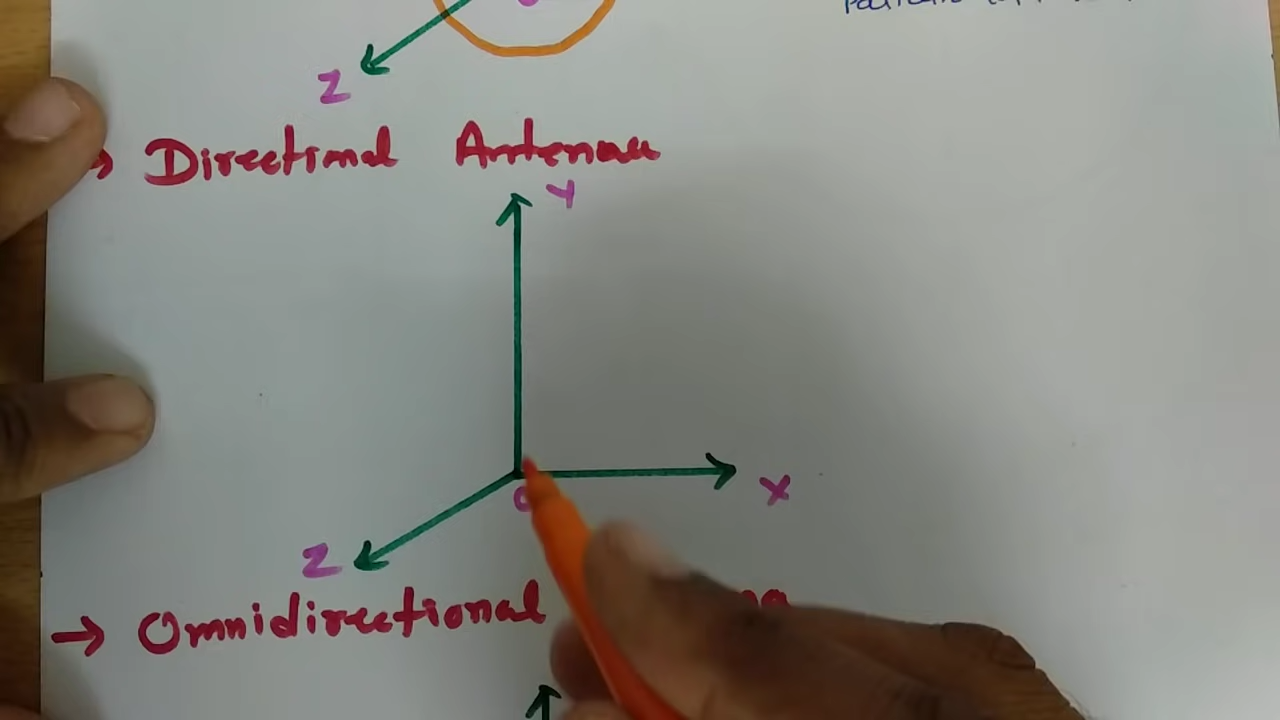 Z
→ Directional Antenna
Y
O
X
Z
→ Omnidirectional